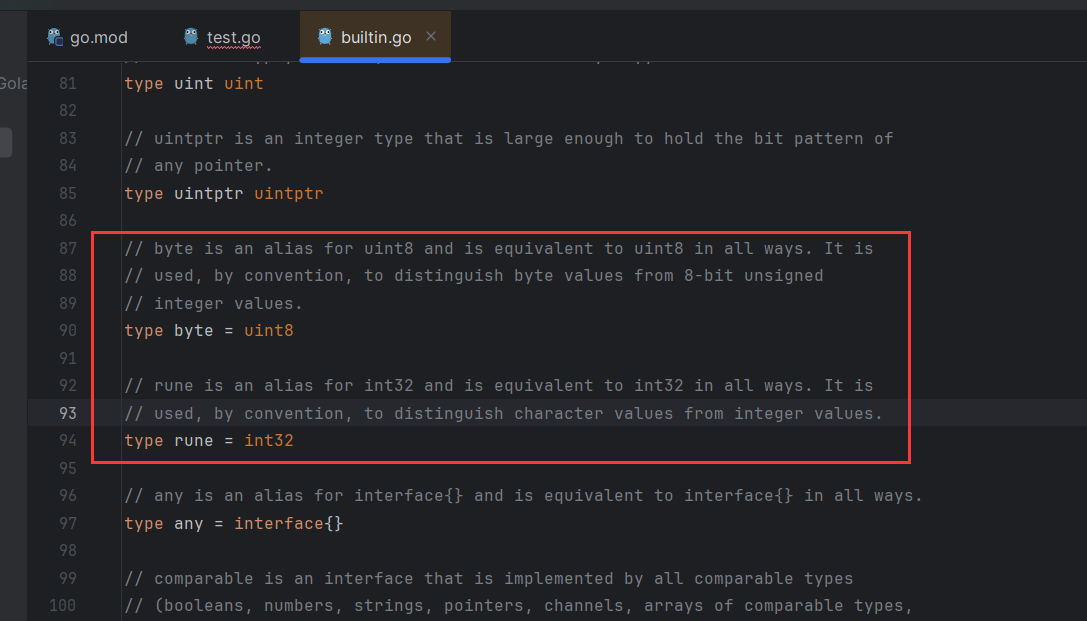 go.mod test.go builtin.go
Gola
81 type uint uint
82
83 // uintptr is an integer type that is large enough to hold the bit pattern of
84 // any pointer.
85 type uintptr uintptr
86
87 // byte is an alias for uint8 and is equivalent to uint8 in all ways. It is
88 // used, by convention, to distinguish byte values from 8-bit unsigned
89 // integer values.
90 type byte = uint8
91
92 // rune is an alias for int32 and is equivalent to int32 in all ways. It is
93 // used, by convention, to distinguish character values from integer values.
94 type rune = int32
95
96 // any is an alias for interface{} and is equivalent to interface{} in all ways.
97 type any = interface{}
98
99 // comparable is an interface that is implemented by all comparable types
100 // (booleans, numbers, strings, pointers, channels, arrays of comparable types,